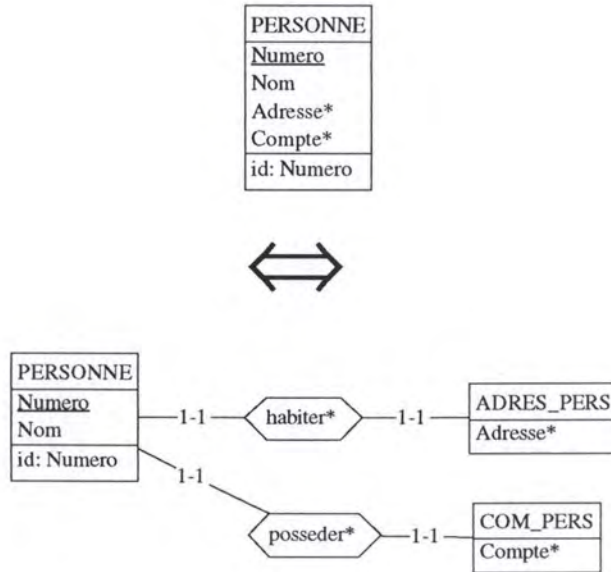 PERSONNE
Numero
Nom
Adresse*
Compte*
id: Numero
PERSONNE
Numero
Nom
id: Numero
1-1
habiter*
1-1
ADRES_PERS
Adresse*
1-1
posseder*
1-1
COM_PERS
Compte*